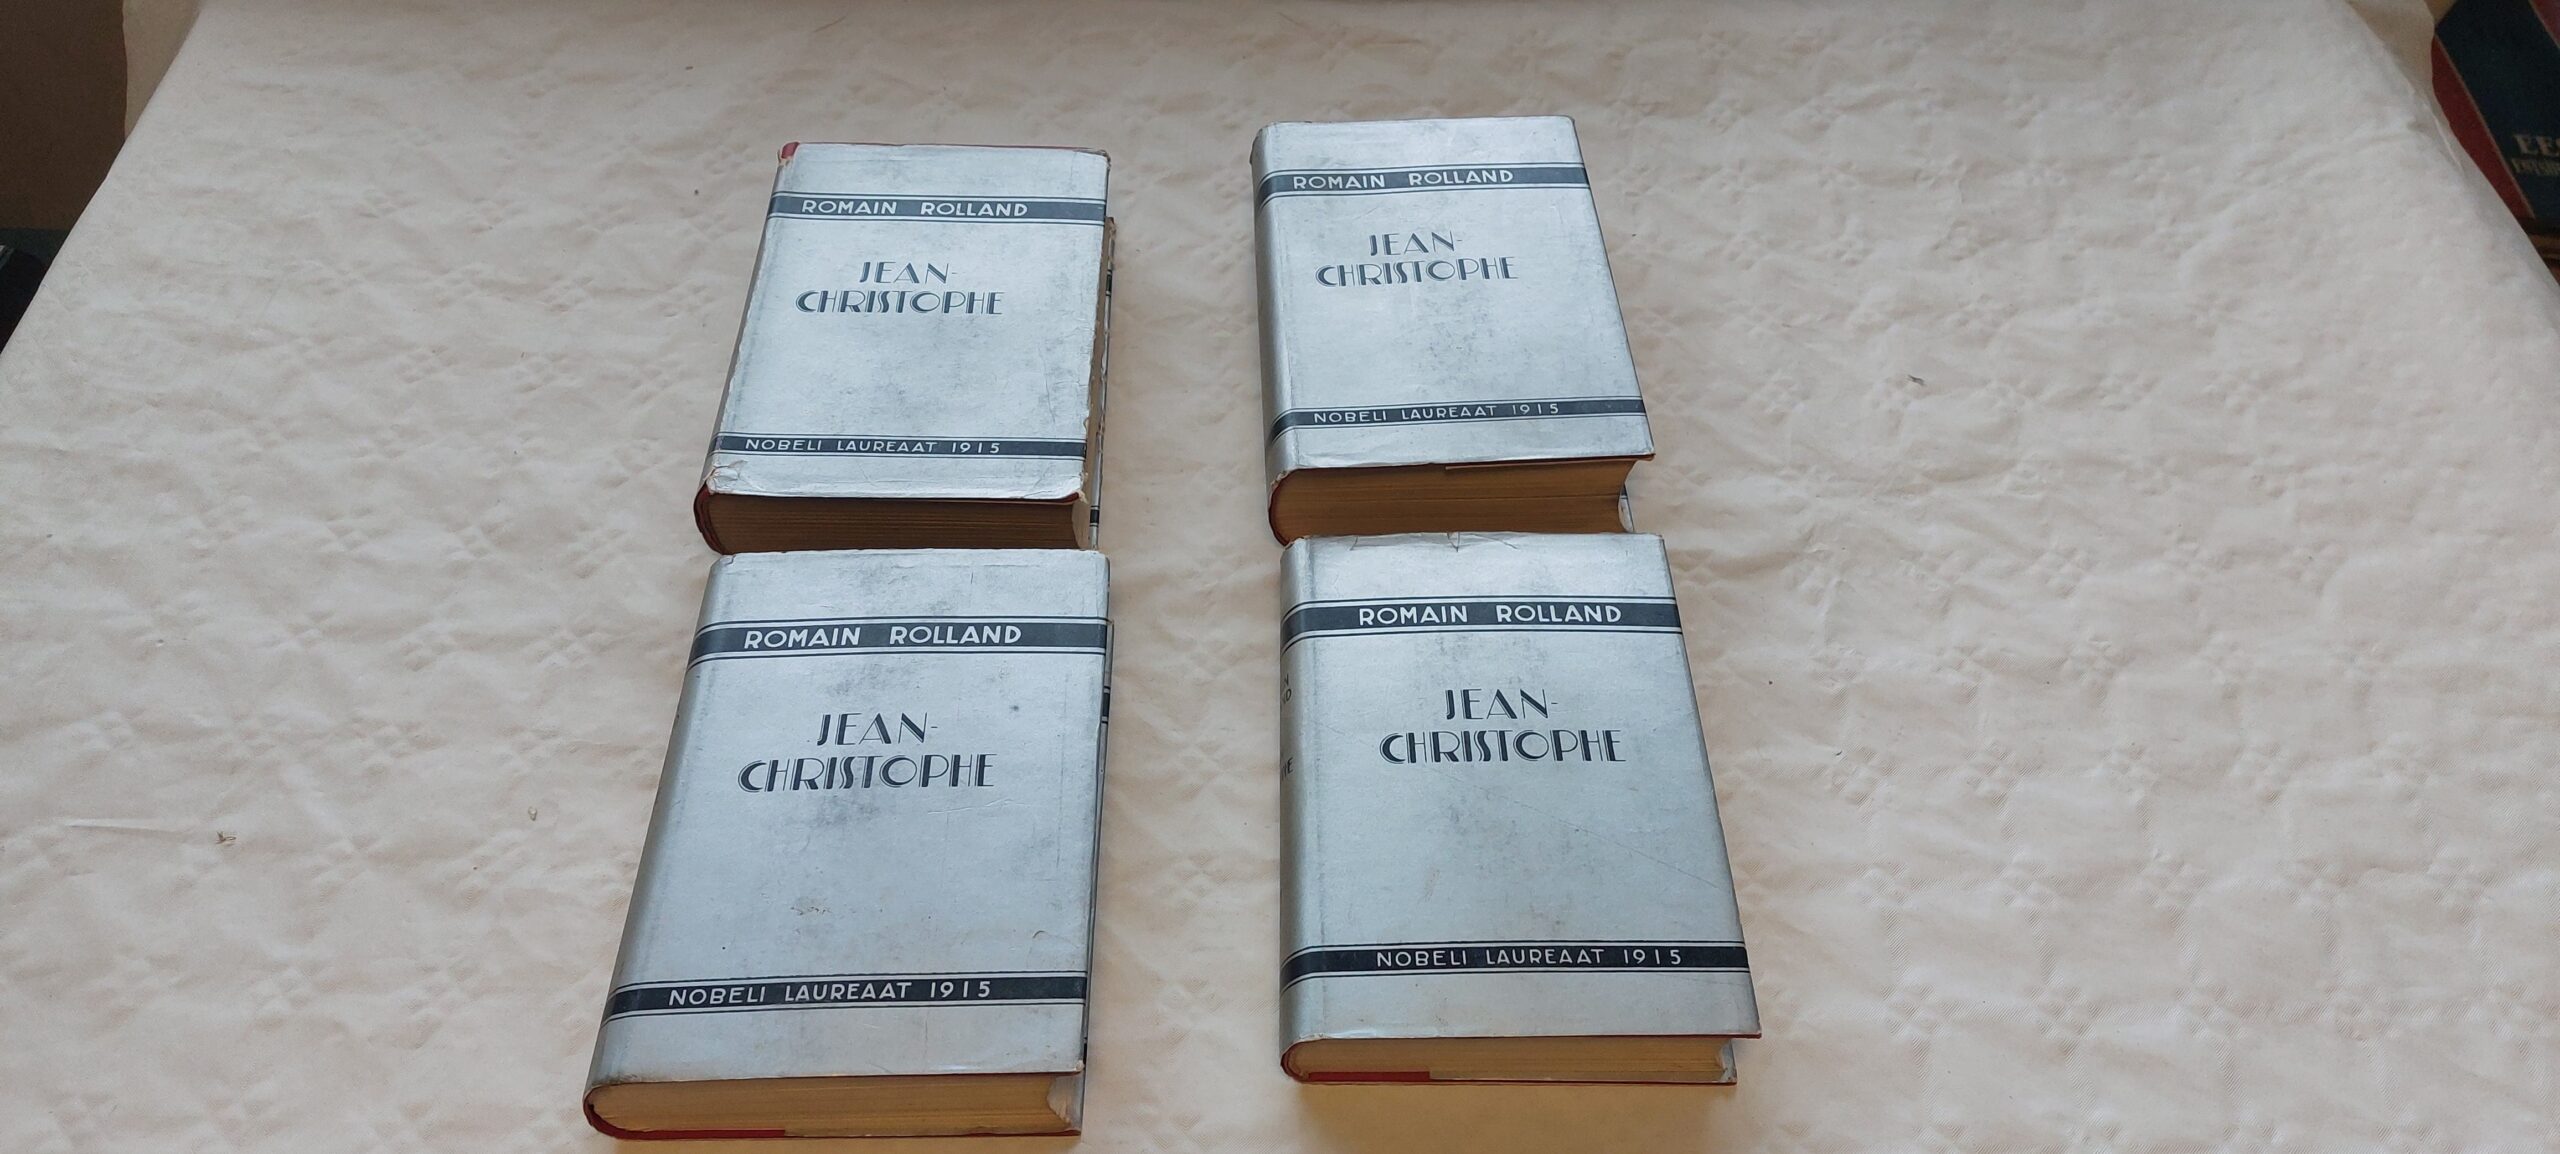 ROMAIN ROLLAND
JEAN-
CHRISTOPHE
NOBELI LAUREAAT 1915
ROMAIN ROLLAND
JEAN-
CHRISTOPHE
NOBELI LAUREAAT 1915
ROMAIN ROLLAND
JEAN-
CHRISTOPHE
NOBELI LAUREAAT 1915
ROMAIN ROLLAND
JEAN-
CHRISTOPHE
NOBELI LAUREAAT 1915